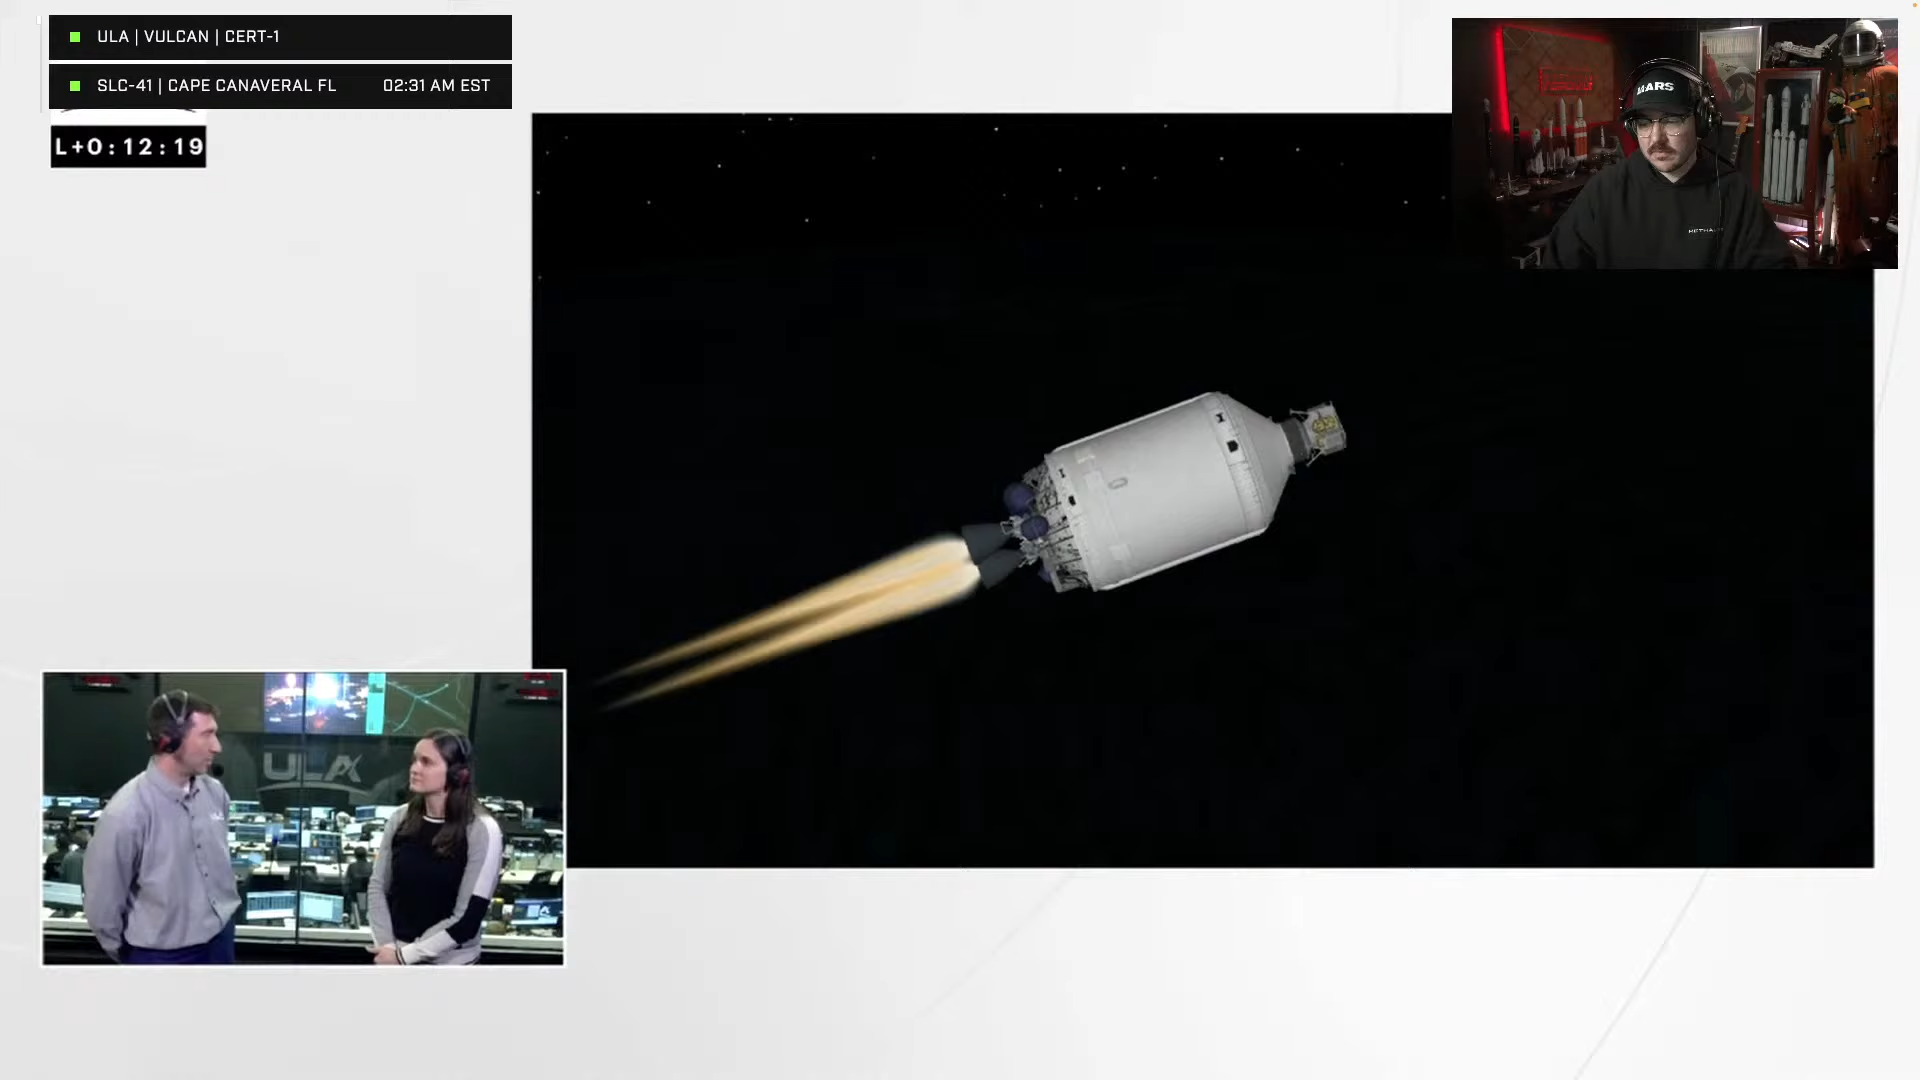 ULA | VULCAN | CERT-1
SLC-41 | CAPE CANAVERAL FL 02:31 AM EST
L+0:12:19
MARS
ULA